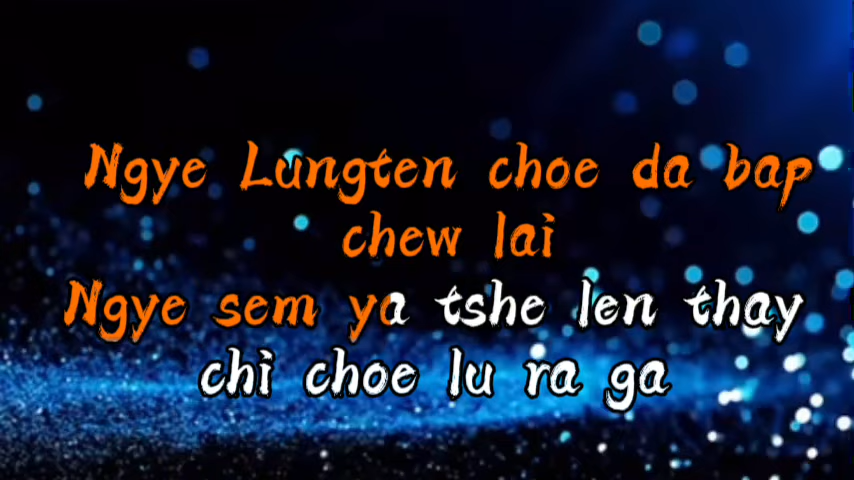 Ngye Lungten choe da bap
chew lai
Ngye sem ya tshe len thay
chi choe lu ra ga